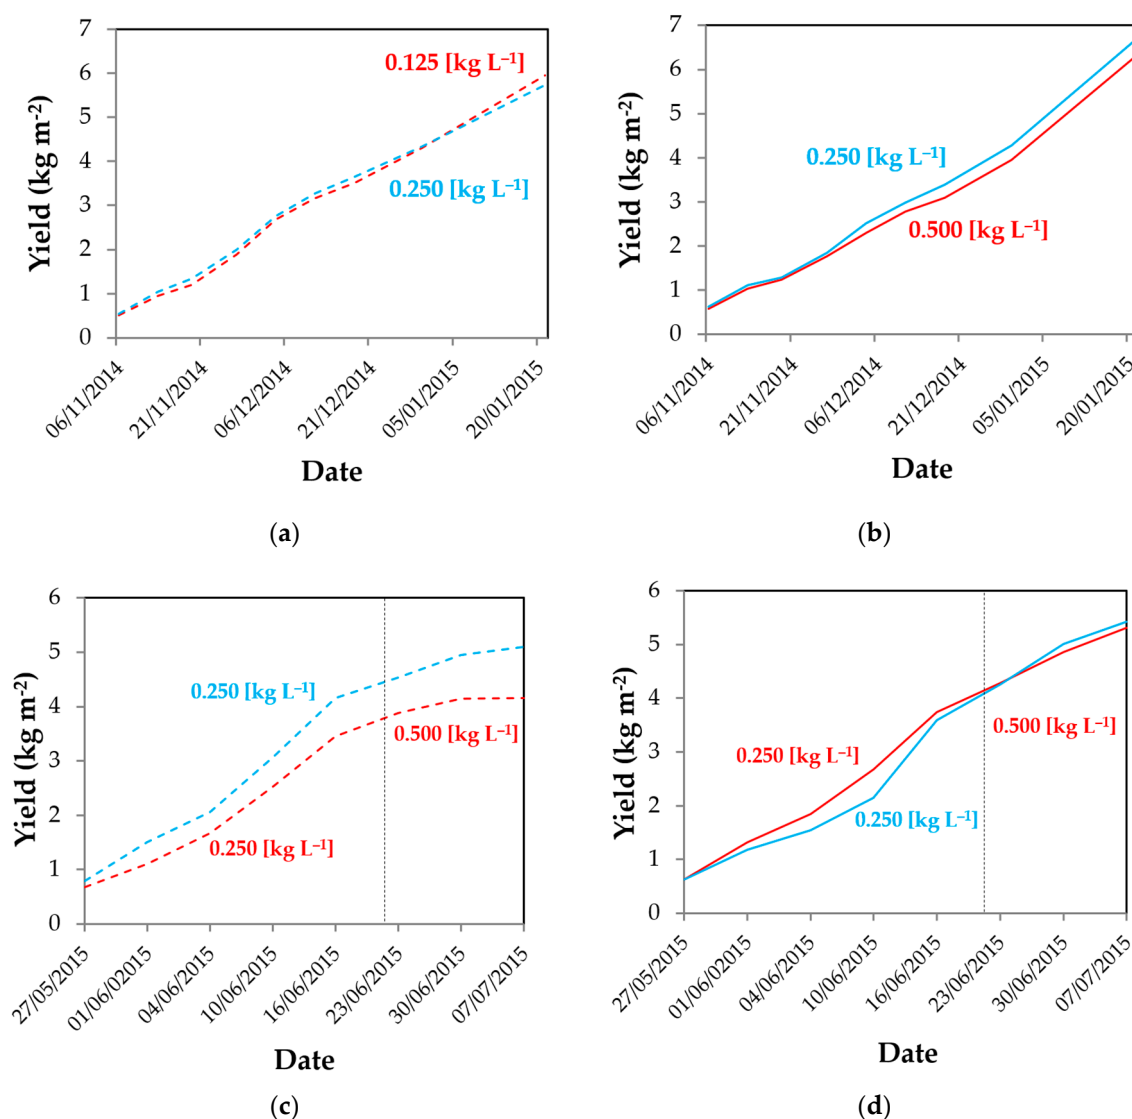 7
6
5
4
3
2
1
0
Yield (kg m-2)
0.125 [kg L–1]
0.250 [kg L–1]
06/11/2014
21/11/2014
06/12/2014
21/12/2014
05/01/2015
20/01/2015
Date
(a)
7
6
5
4
3
2
1
0
Yield (kg m-2)
0.250 [kg L–1]
0.500 [kg L–1]
06/11/2014
21/11/2014
06/12/2014
21/12/2014
05/01/2015
20/01/2015
Date
(b)
6
5
4
3
2
1
0
Yield (kg m-2)
0.250 [kg L–1]
0.500 [kg L–1]
0.250 [kg L–1]
27/05/2015
01/06/02015
04/06/2015
10/06/2015
16/06/2015
23/06/2015
30/06/2015
07/07/2015
Date
(c)
6
5
4
3
2
1
0
Yield (kg m-2)
0.250 [kg L–1]
0.500 [kg L–1]
0.250 [kg L–1]
27/05/2015
01/06/02015
04/06/2015
10/06/2015
16/06/2015
23/06/2015
30/06/2015
07/07/2015
Date
(d)